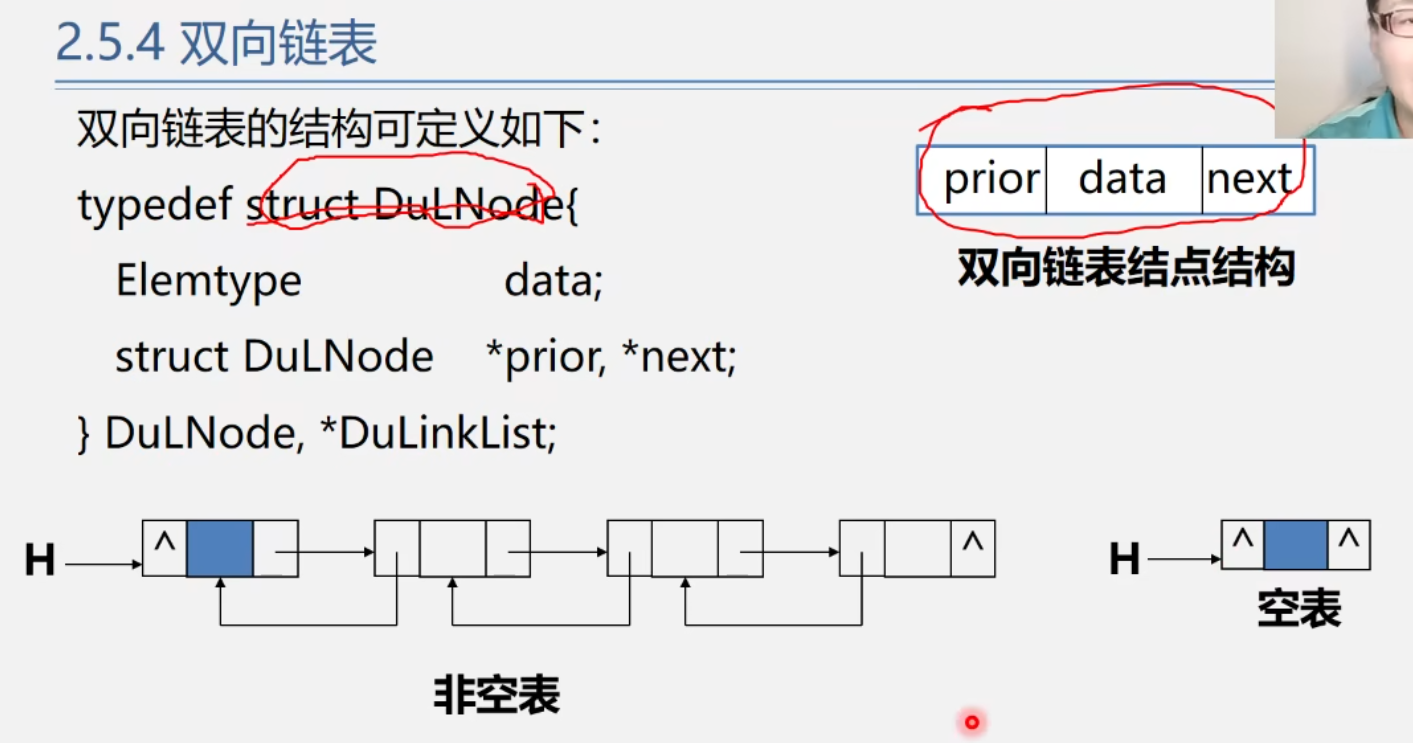 2.5.4 双向链表
双向链表的结构可定义如下：
typedef struct DuLNode{
Elemtype data;
struct DuLNode *prior, *next;
} DuLNode, *DuLinkList;
prior data next
双向链表结点结构
H ^ ^
非空表
H ^ ^
空表